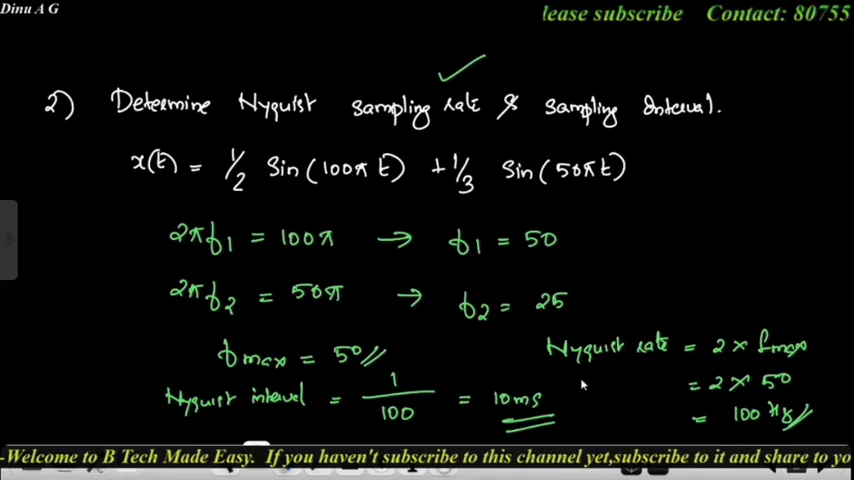 Dinu A G
lease subscribe Contact: 80755
2) Determine Nyquist sampling rate & sampling Interval.
x(t) = 1/2 Sin(100π t) + 1/3 Sin(50πt)
2πf1 = 100π → f1 = 50
2πf2 = 50π → f2 = 25
fmax = 50//
Nyquist rate = 2 × fmax
= 2 × 50
= 100 Hz//
Nyquist interval = 1/100 = 10ms
-Welcome to B Tech Made Easy. If you haven't subscribe to this channel yet,subscribe to it and share to yo